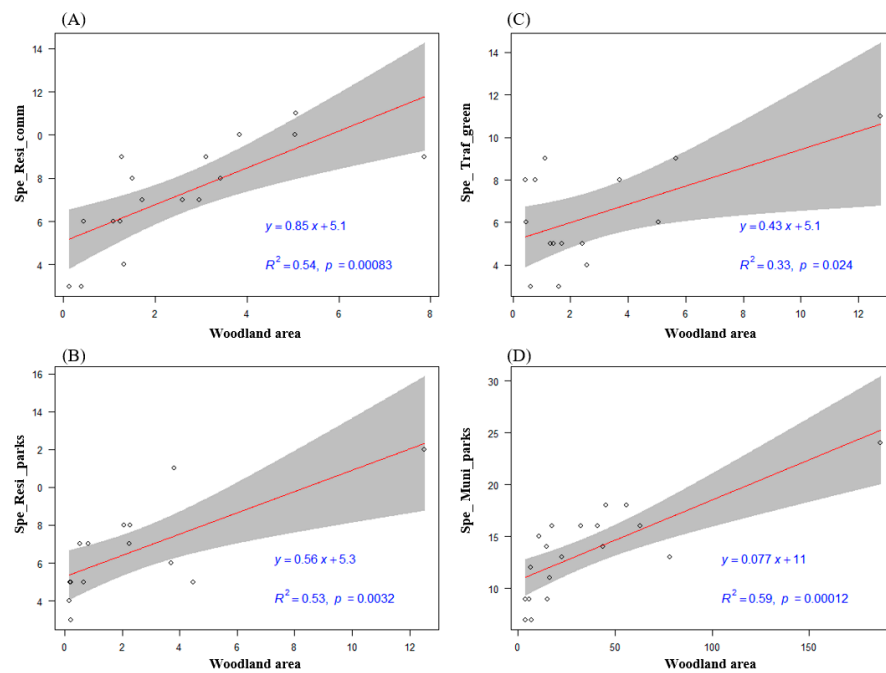 (A)
14
12
0
8
6
4
Spe_Resi_comm
y = 0.85 x + 5.1
R² = 0.54, p = 0.00083
0 2 4 6 8
Woodland area
(C)
14
12
10
8
6
4
Spe_Traf_green
y = 0.43 x + 5.1
R² = 0.33, p = 0.024
0 2 4 6 8 10 12
Woodland area
(B)
16
14
2
0
8
6
4
Spe_Resi_parks
y = 0.56 x + 5.3
R² = 0.53, p = 0.0032
0 2 4 6 8 10 12
Woodland area
(D)
30
25
20
15
10
Spe_Muni_parks
y = 0.077 x + 11
R² = 0.59, p = 0.00012
0 50 100 150
Woodland area